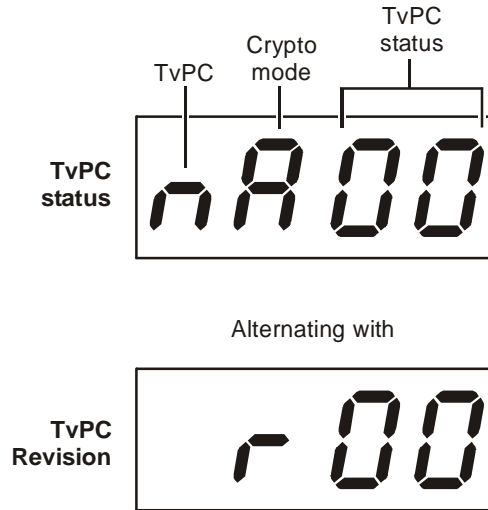 TvPC
status
Crypto
mode
TvPC
TvPC
status
nA00
Alternating with
TvPC
Revision
r 00